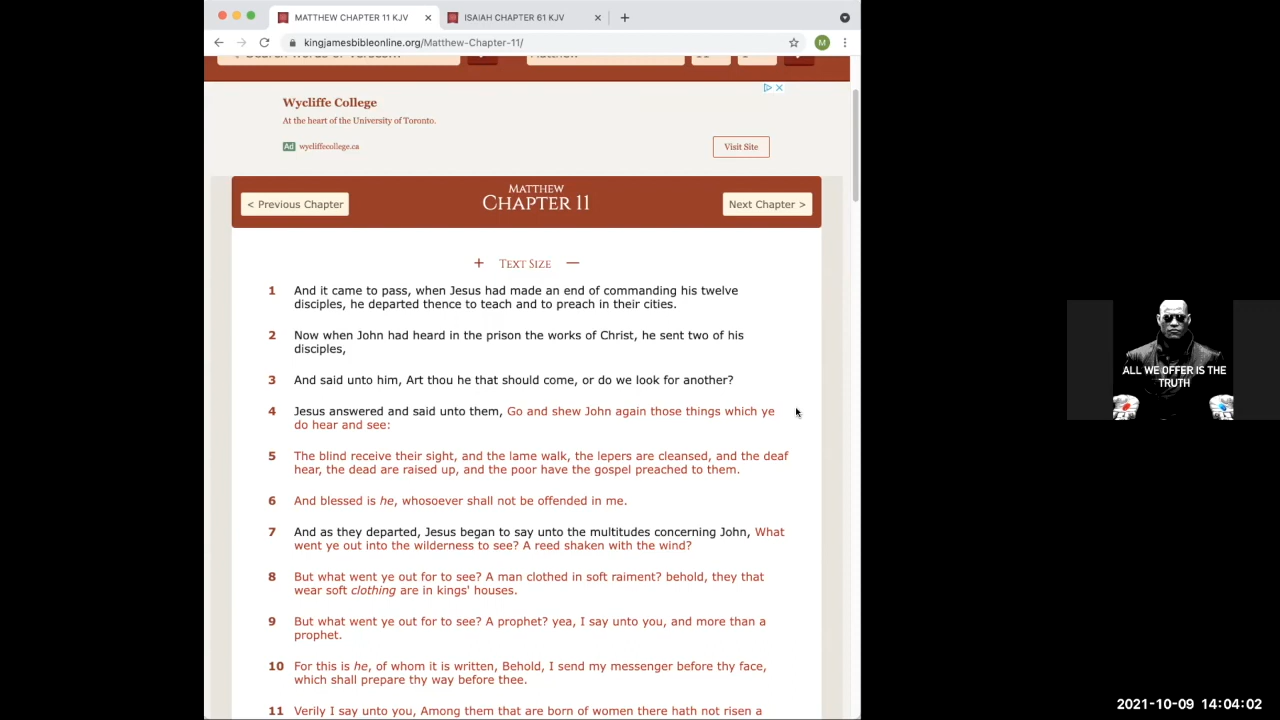 MATTHEW CHAPTER 11 KJV
ISAIAH CHAPTER 61 KJV
kingjamesbibleonline.org/Matthew-Chapter-11/
M
Wycliffe College
At the heart of the University of Toronto.
Ad wycliffecollege.ca
Visit Site
< Previous Chapter
MATTHEW
CHAPTER 11
Next Chapter >
+ TEXT SIZE —
1 And it came to pass, when Jesus had made an end of commanding his twelve
disciples, he departed thence to teach and to preach in their cities.
2 Now when John had heard in the prison the works of Christ, he sent two of his
disciples,
3 And said unto him, Art thou he that should come, or do we look for another?
4 Jesus answered and said unto them, Go and shew John again those things which ye
do hear and see:
5 The blind receive their sight, and the lame walk, the lepers are cleansed, and the deaf
hear, the dead are raised up, and the poor have the gospel preached to them.
6 And blessed is he, whosoever shall not be offended in me.
7 And as they departed, Jesus began to say unto the multitudes concerning John, What
went ye out into the wilderness to see? A reed shaken with the wind?
8 But what went ye out for to see? A man clothed in soft raiment? behold, they that
wear soft clothing are in kings' houses.
9 But what went ye out for to see? A prophet? yea, I say unto you, and more than a
prophet.
10 For this is he, of whom it is written, Behold, I send my messenger before thy face,
which shall prepare thy way before thee.
11 Verily I say unto you, Among them that are born of women there hath not risen a
ALL WE OFFER IS THE
TRUTH
2021-10-09 14:04:02